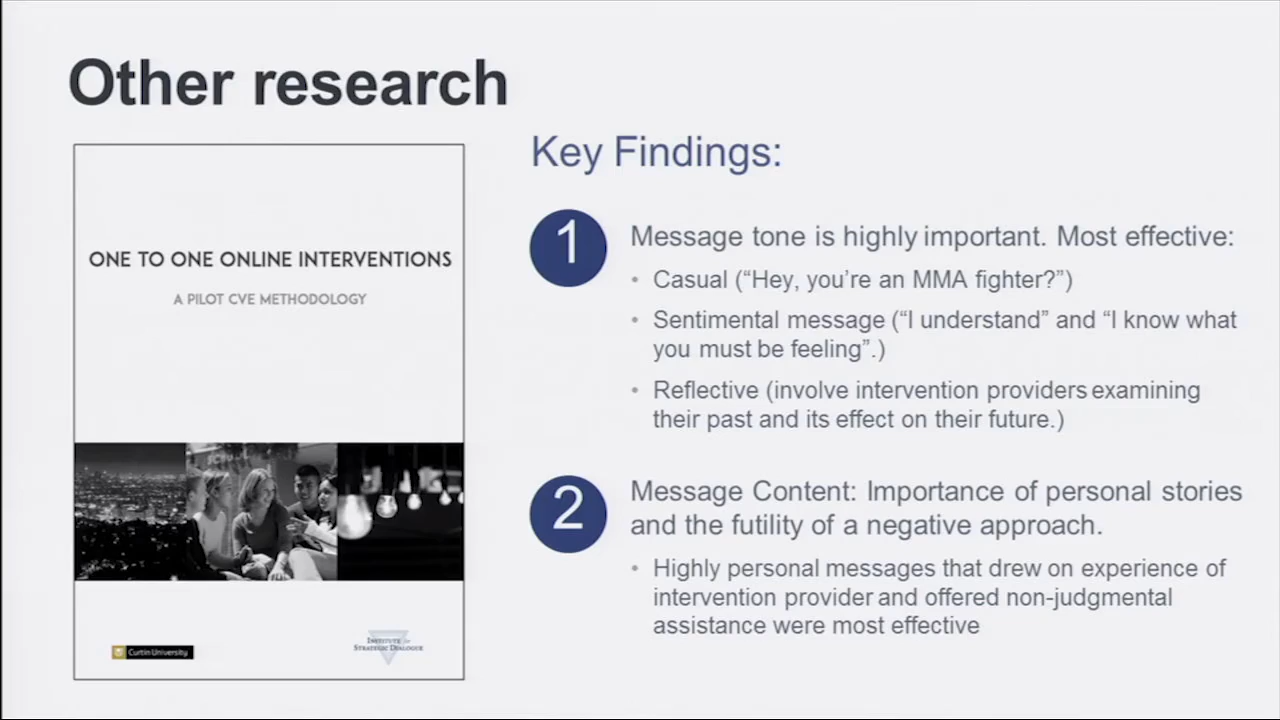 Other research
ONE TO ONE ONLINE INTERVENTIONS
A PILOT CVE METHODOLOGY
Curtin University
INSTITUTE for
STRATEGIC DIALOGUE
Key Findings:
1
Message tone is highly important. Most effective:
• Casual (“Hey, you’re an MMA fighter?”)
• Sentimental message (“I understand” and “I know what
you must be feeling”.)
• Reflective (involve intervention providers examining
their past and its effect on their future.)
2
Message Content: Importance of personal stories
and the futility of a negative approach.
• Highly personal messages that drew on experience of
intervention provider and offered non-judgmental
assistance were most effective